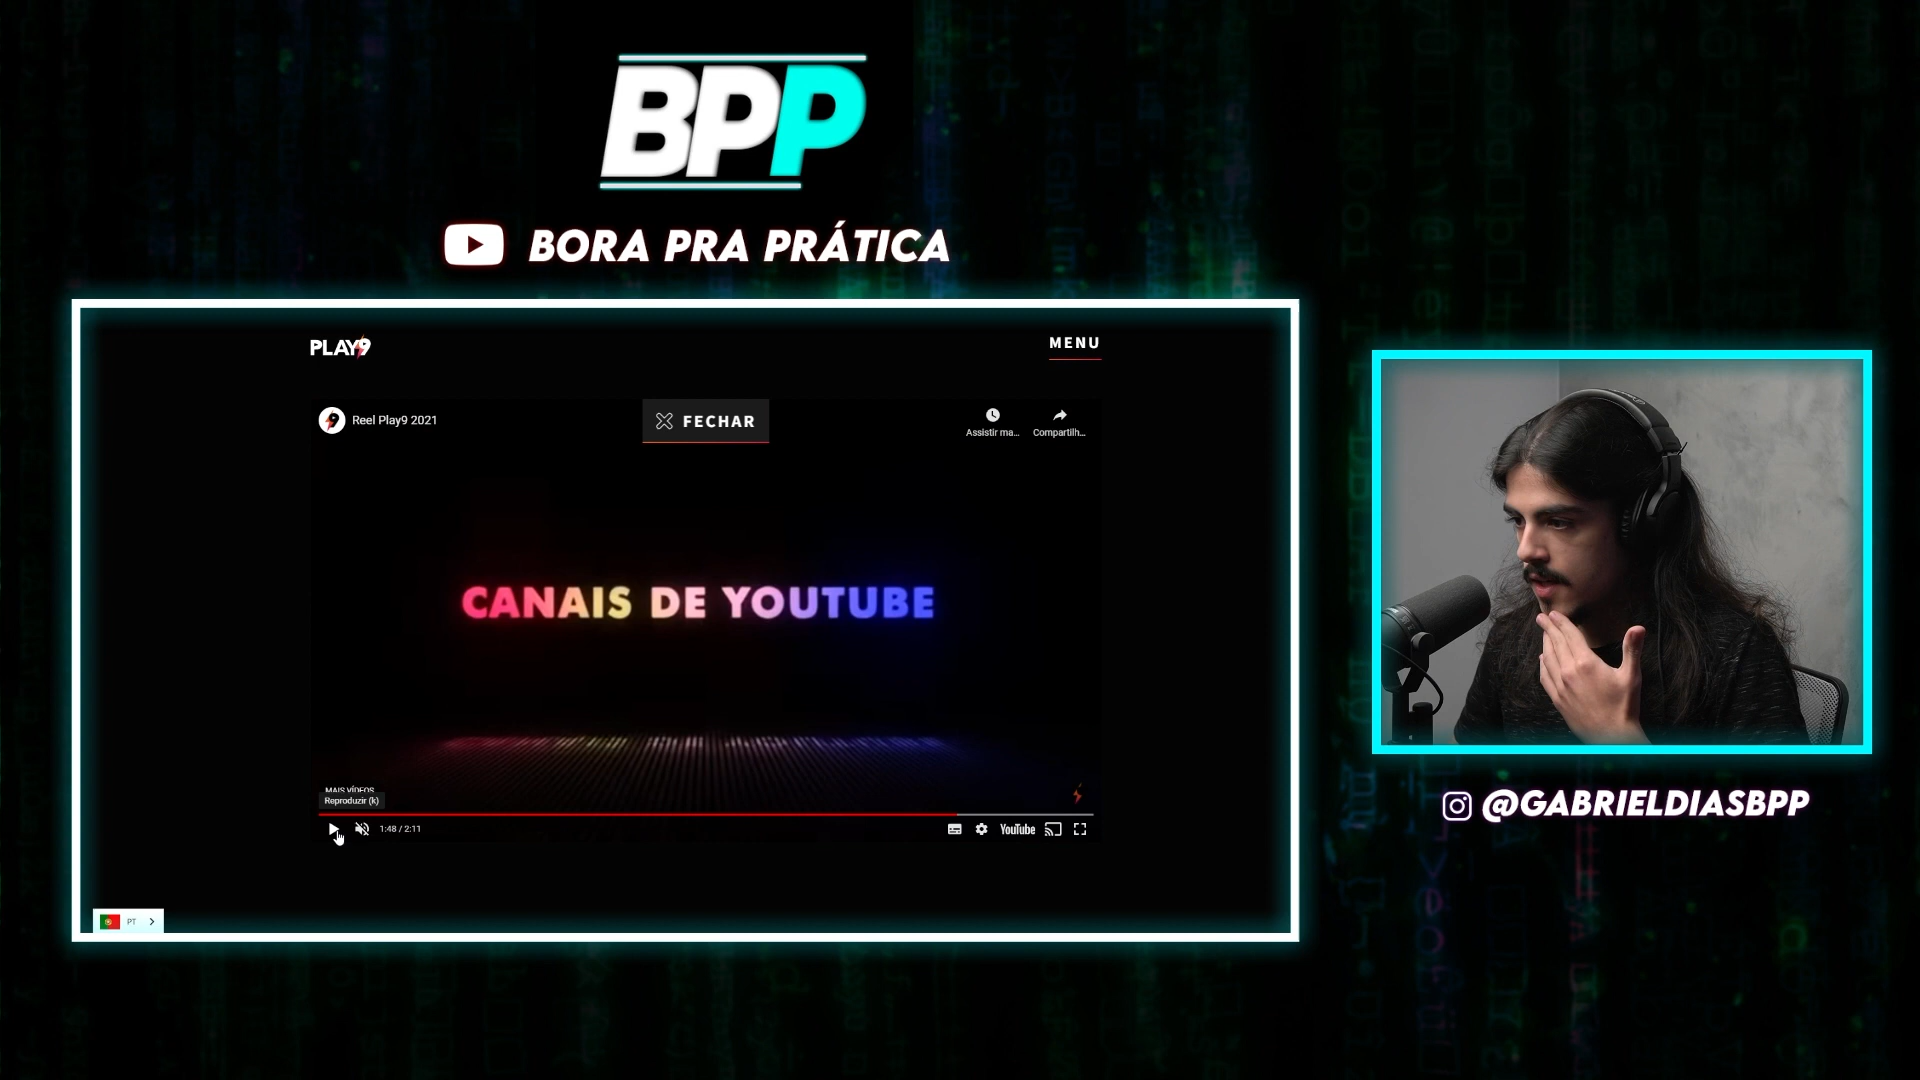 BPP
BORA PRA PRÁTICA
PLAY9
MENU
Reel Play9 2021
FECHAR
Assistir ma...
Compartilh...
CANAIS DE YOUTUBE
MAIS VÍDEOS
Reproduzir (k)
1:48 / 2:11
YouTube
PT
@GABRIELDIASBPP